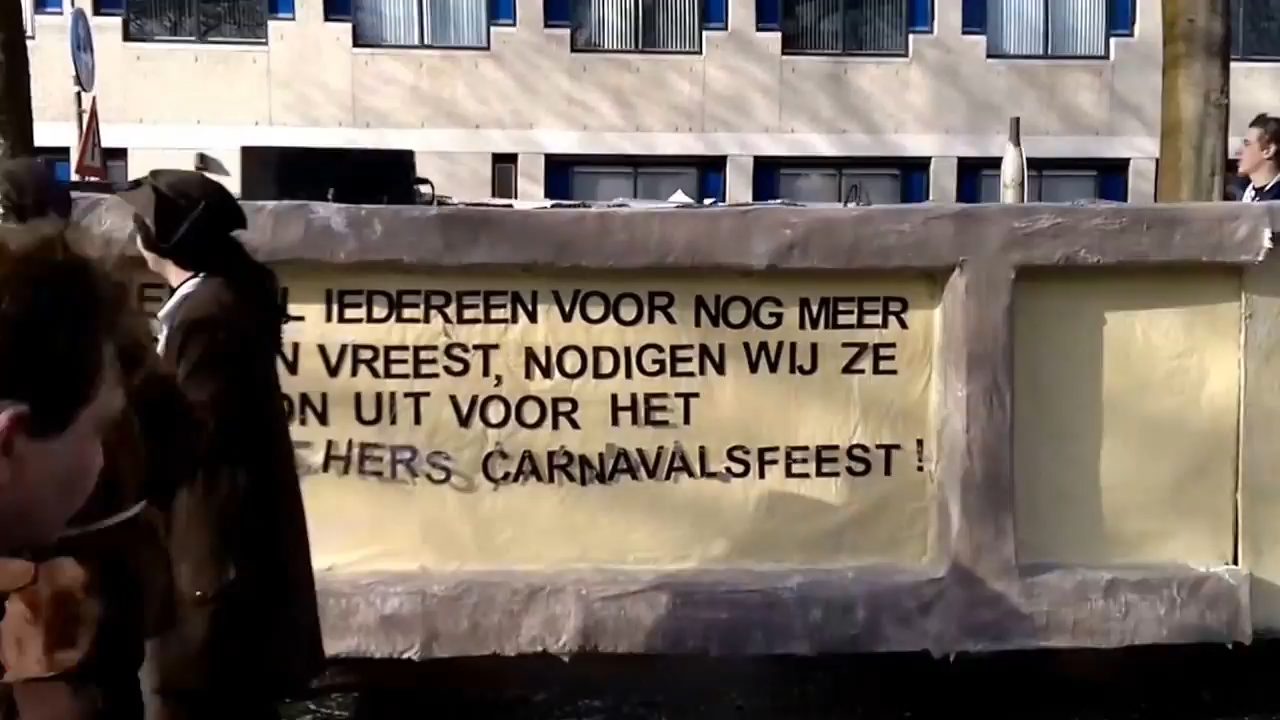 IEDEREEN VOOR NOG MEER
VREEST, NODIGEN WIJ ZE
UIT VOOR HET
CARNAVALSFEEST !